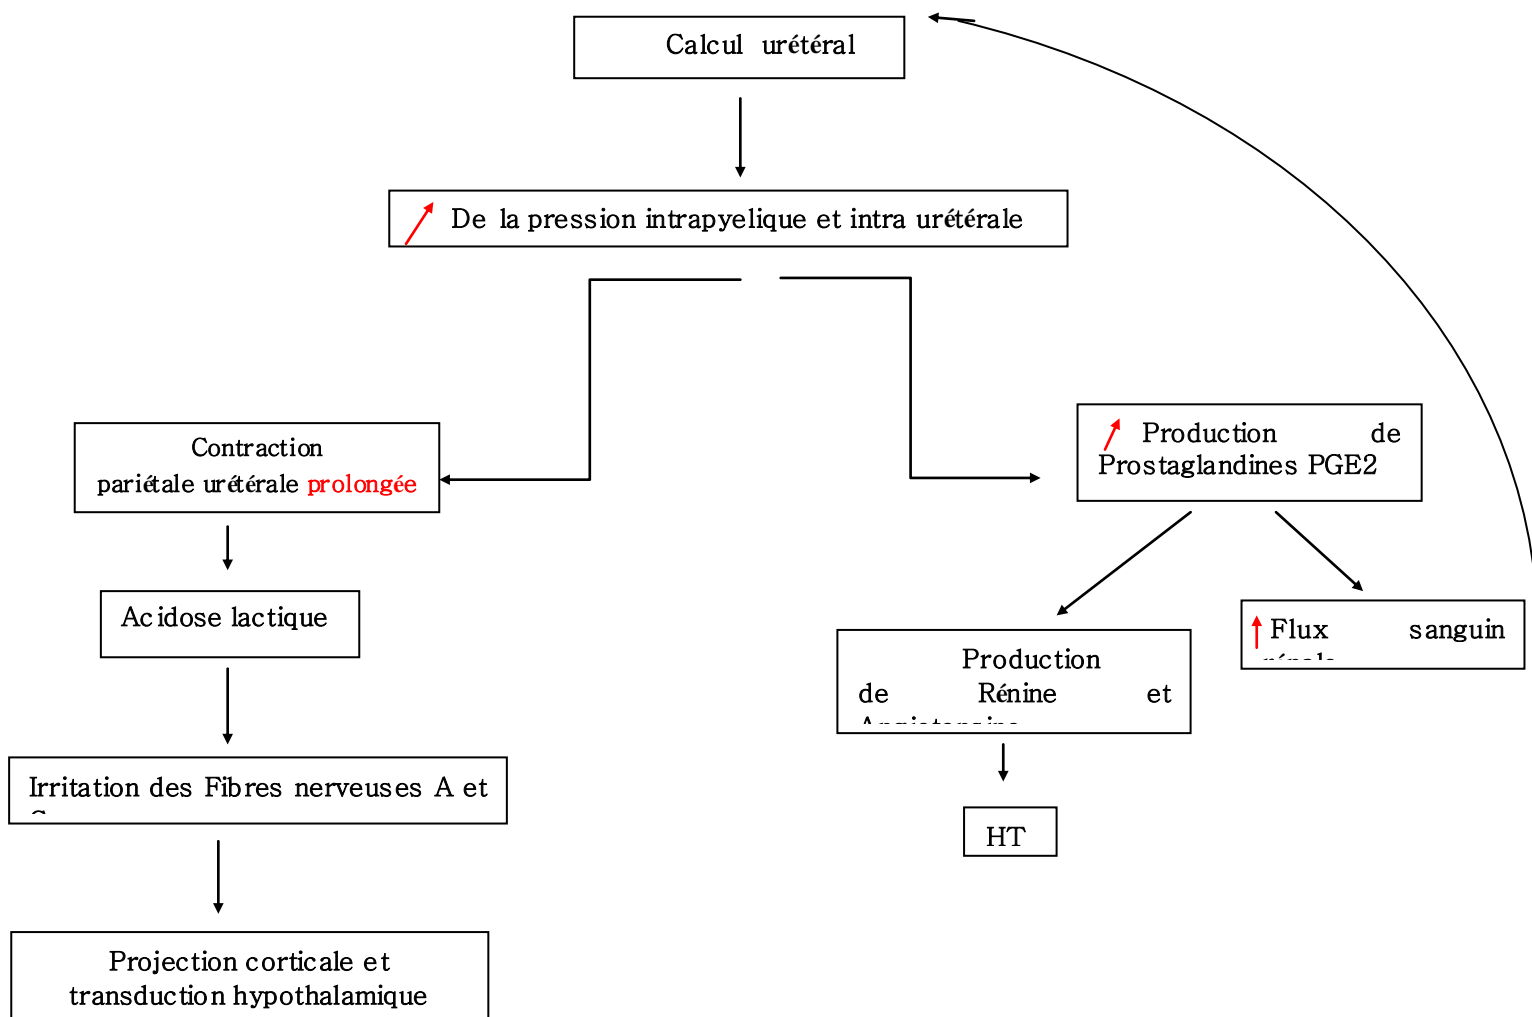 Calcul urétéral
De la pression intrapyelique et intra urétérale
Contraction
pariétale urétérale prolongée
Production de
Prostaglandines PGE2
Acidose lactique
Flux sanguin
Production
de Rénine et
Irritation des Fibres nerveuses A et
HT
Projection corticale et
transduction hypothalamique